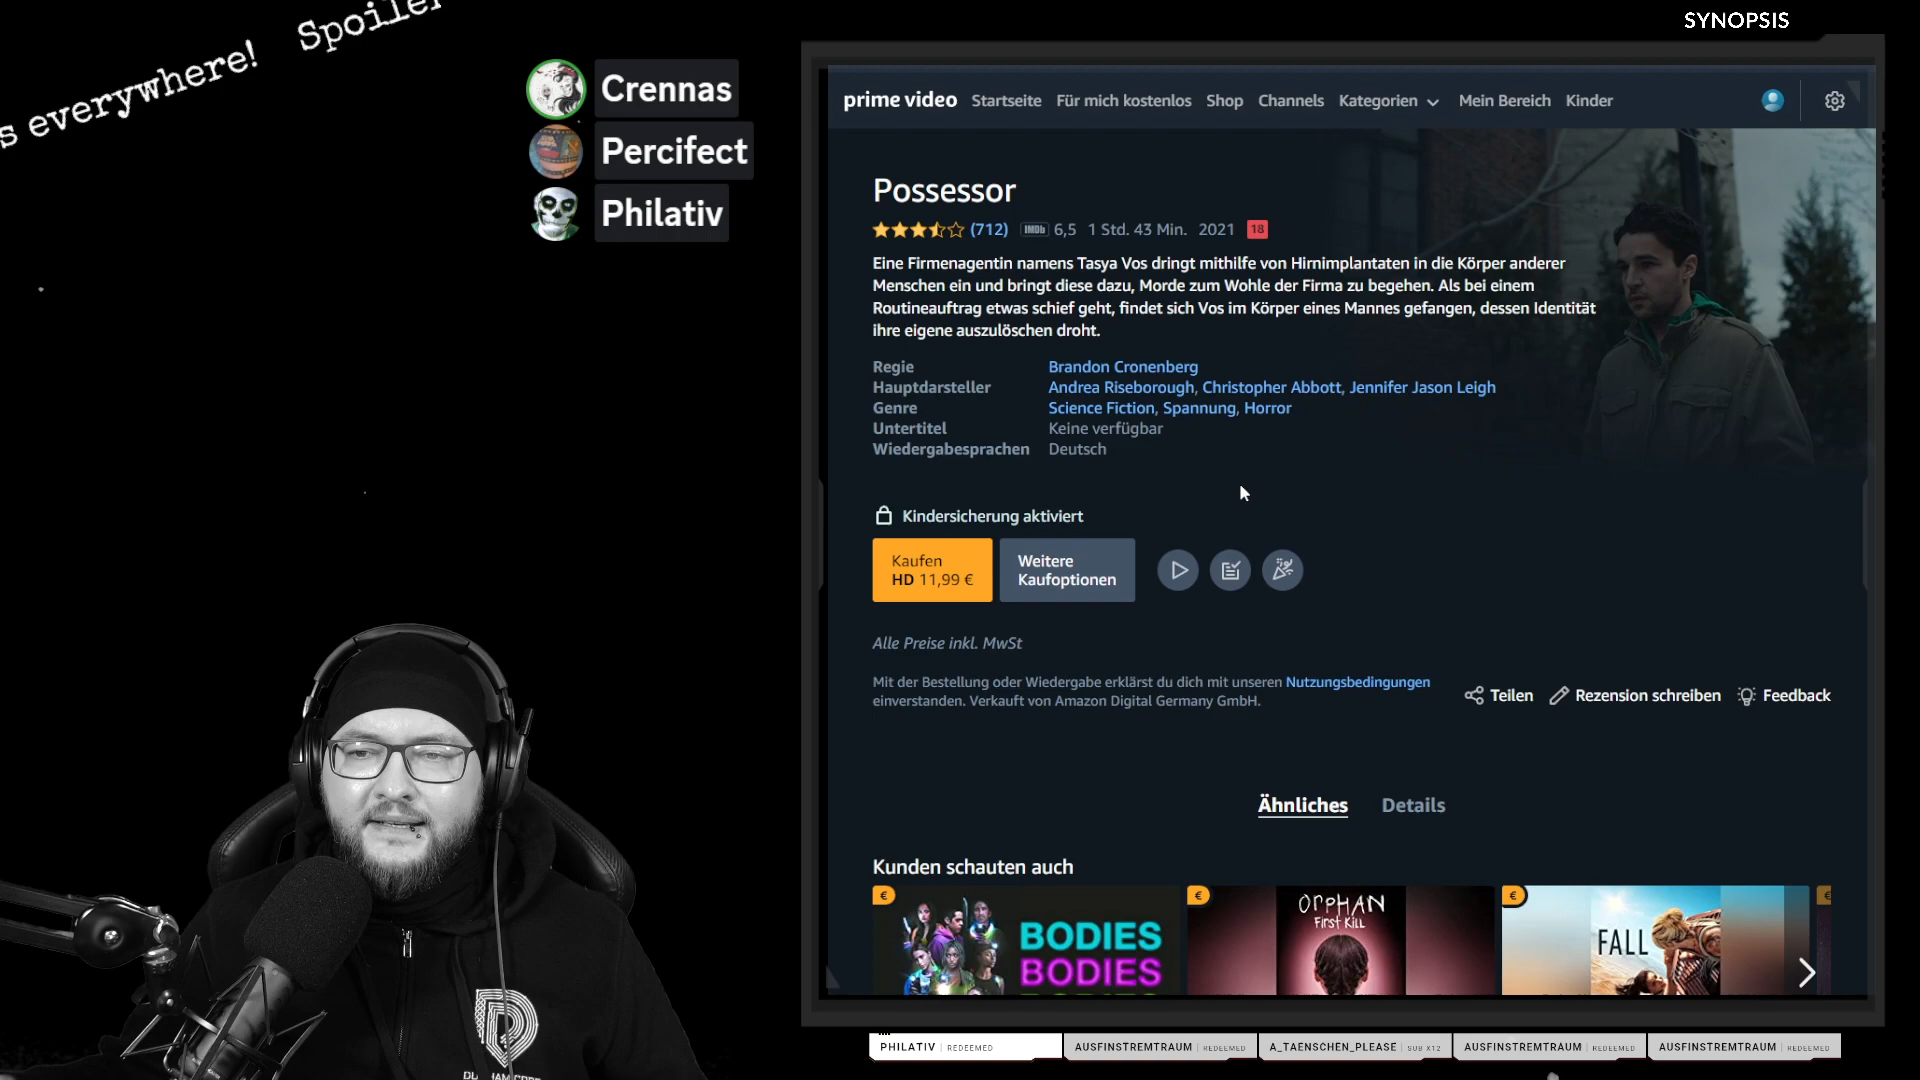 SYNOPSIS
s everywhere! Spoiler
Crennas
Percifect
Philativ
prime video Startseite Für mich kostenlos Shop Channels Kategorien Mein Bereich Kinder
Possessor
(712) IMDb 6,5 1 Std. 43 Min. 2021 18
Eine Firmenagentin namens Tasya Vos dringt mithilfe von Hirnimplantaten in die Körper anderer
Menschen ein und bringt diese dazu, Morde zum Wohle der Firma zu begehen. Als bei einem
Routineauftrag etwas schief geht, findet sich Vos im Körper eines Mannes gefangen, dessen Identität
ihre eigene auszulöschen droht.
Regie Brandon Cronenberg
Hauptdarsteller Andrea Riseborough, Christopher Abbott, Jennifer Jason Leigh
Genre Science Fiction, Spannung, Horror
Untertitel Keine verfügbar
Wiedergabesprachen Deutsch
Kindersicherung aktiviert
Kaufen
HD 11,99 €
Weitere
Kaufoptionen
Alle Preise inkl. MwSt
Mit der Bestellung oder Wiedergabe erklärst du dich mit unseren Nutzungsbedingungen
einverstanden. Verkauft von Amazon Digital Germany GmbH.
Teilen Rezension schreiben Feedback
Ähnliches Details
Kunden schauten auch
€ € € €
BODIES
BODIES
ORPHAN
First Kill
FALL
PHILATIV REDEEMED AUSFINSTREMTRAUM REDEEMED A_TAENSCHEN_PLEASE SUB X12 AUSFINSTREMTRAUM REDEEMED AUSFINSTREMTRAUM REDEEMED